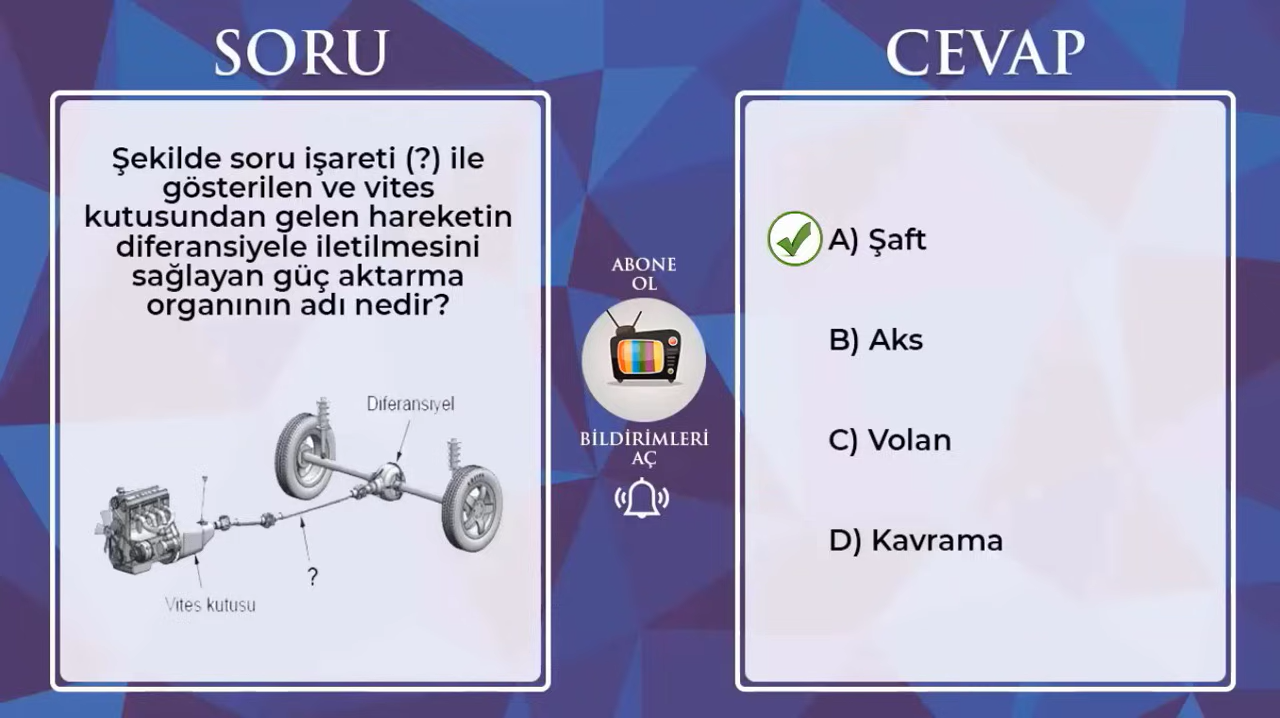 SORU
Şekilde soru işareti (?) ile
gösterilen ve vites
kutusundan gelen hareketin
diferansiyele iletilmesini
sağlayan güç aktarma
organının adı nedir?
Diferansiyel
?
Vites kutusu
ABONE
OL
BİLDİRİMLERİ
AÇ
CEVAP
A) Şaft
B) Aks
C) Volan
D) Kavrama